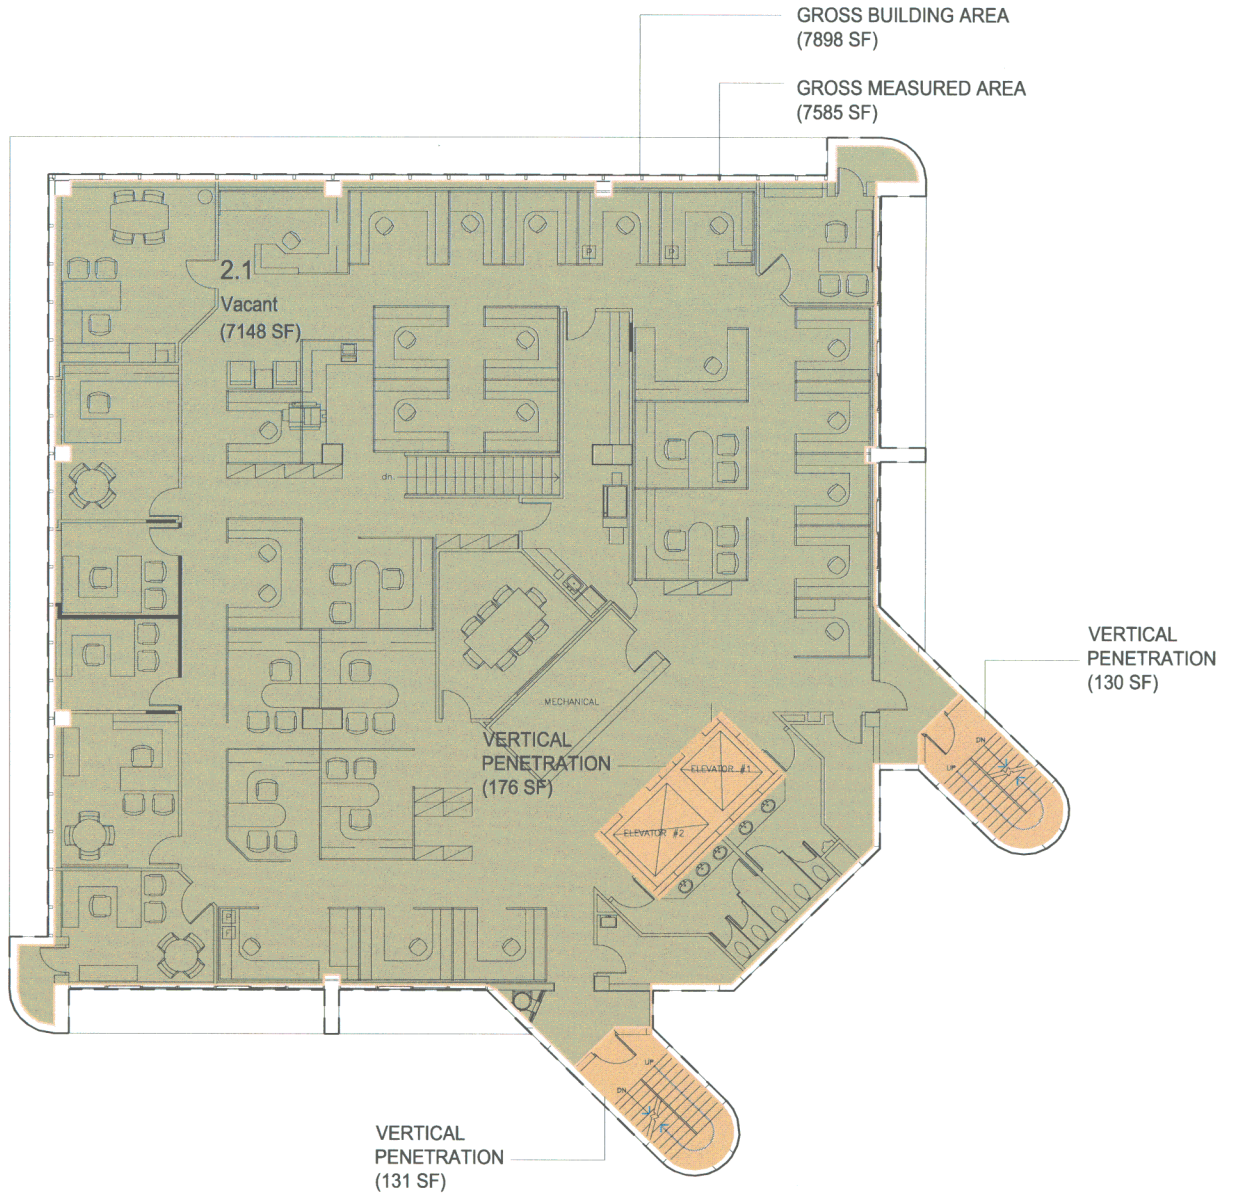 GROSS BUILDING AREA
(7898 SF)
GROSS MEASURED AREA
(7585 SF)
2.1
Vacant
(7148 SF)
dn.
VERTICAL
PENETRATION
(130 SF)
MECHANICAL
VERTICAL
PENETRATION
(176 SF)
ELEVATOR #1
ELEVATOR #2
DN
UP
UP
DN
VERTICAL
PENETRATION
(131 SF)